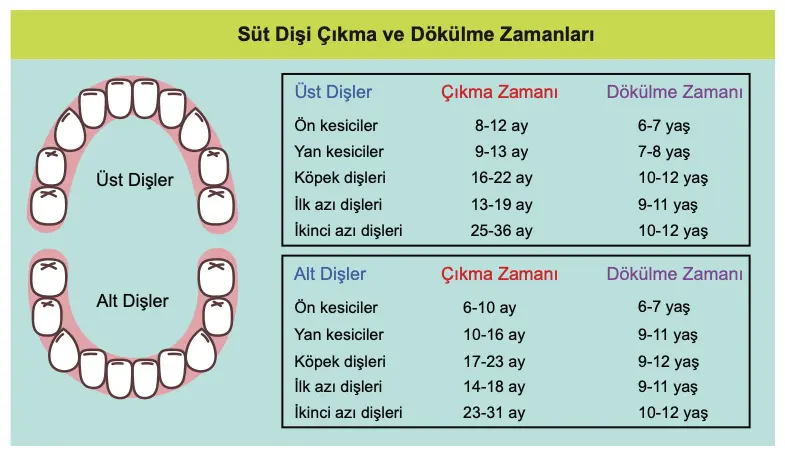 Süt Dişi Çıkma ve Dökülme Zamanları
Üst Dişler Çıkma Zamanı Dökülme Zamanı
Ön kesiciler 8-12 ay 6-7 yaş
Yan kesiciler 9-13 ay 7-8 yaş
Köpek dişleri 16-22 ay 10-12 yaş
İlk azı dişleri 13-19 ay 9-11 yaş
İkinci azı dişleri 25-36 ay 10-12 yaş
Üst Dişler
Alt Dişler Çıkma Zamanı Dökülme Zamanı
Ön kesiciler 6-10 ay 6-7 yaş
Yan kesiciler 10-16 ay 9-11 yaş
Köpek dişleri 17-23 ay 9-12 yaş
İlk azı dişleri 14-18 ay 9-11 yaş
İkinci azı dişleri 23-31 ay 10-12 yaş
Alt Dişler